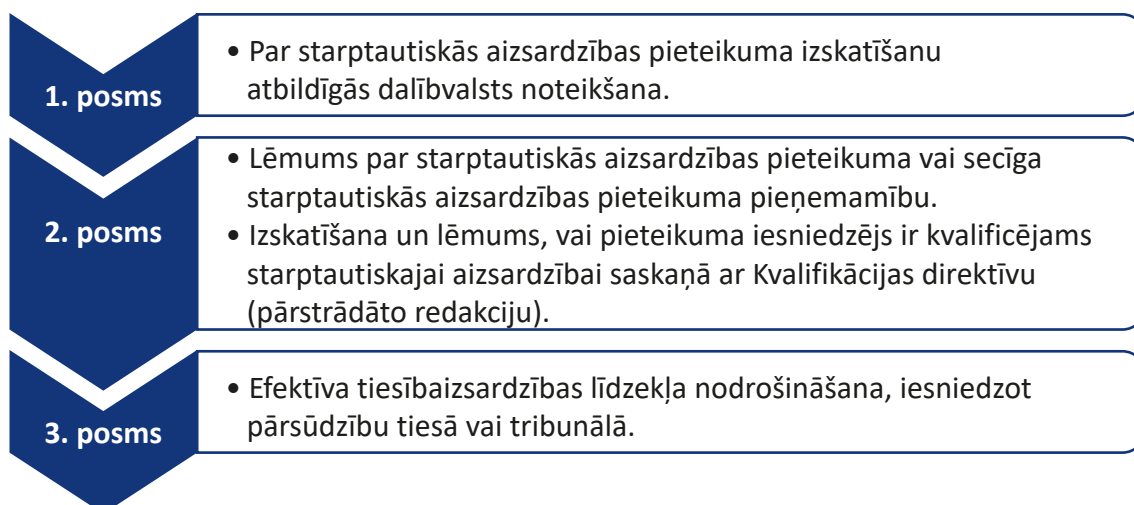 1. posms
• Par starptautiskās aizsardzības pieteikuma izskatīšanu
atbildīgās dalībvalsts noteikšana.
2. posms
• Lēmums par starptautiskās aizsardzības pieteikuma vai secīga
starptautiskās aizsardzības pieteikuma pieņemamību.
• Izskatīšana un lēmums, vai pieteikuma iesniedzējs ir kvalificējams
starptautiskajai aizsardzībai saskaņā ar Kvalifikācijas direktīvu
(pārstrādāto redakciju).
3. posms
• Efektīva tiesībaizsardzības līdzekļa nodrošināšana, iesniedzot
pārsūdzību tiesā vai tribunālā.